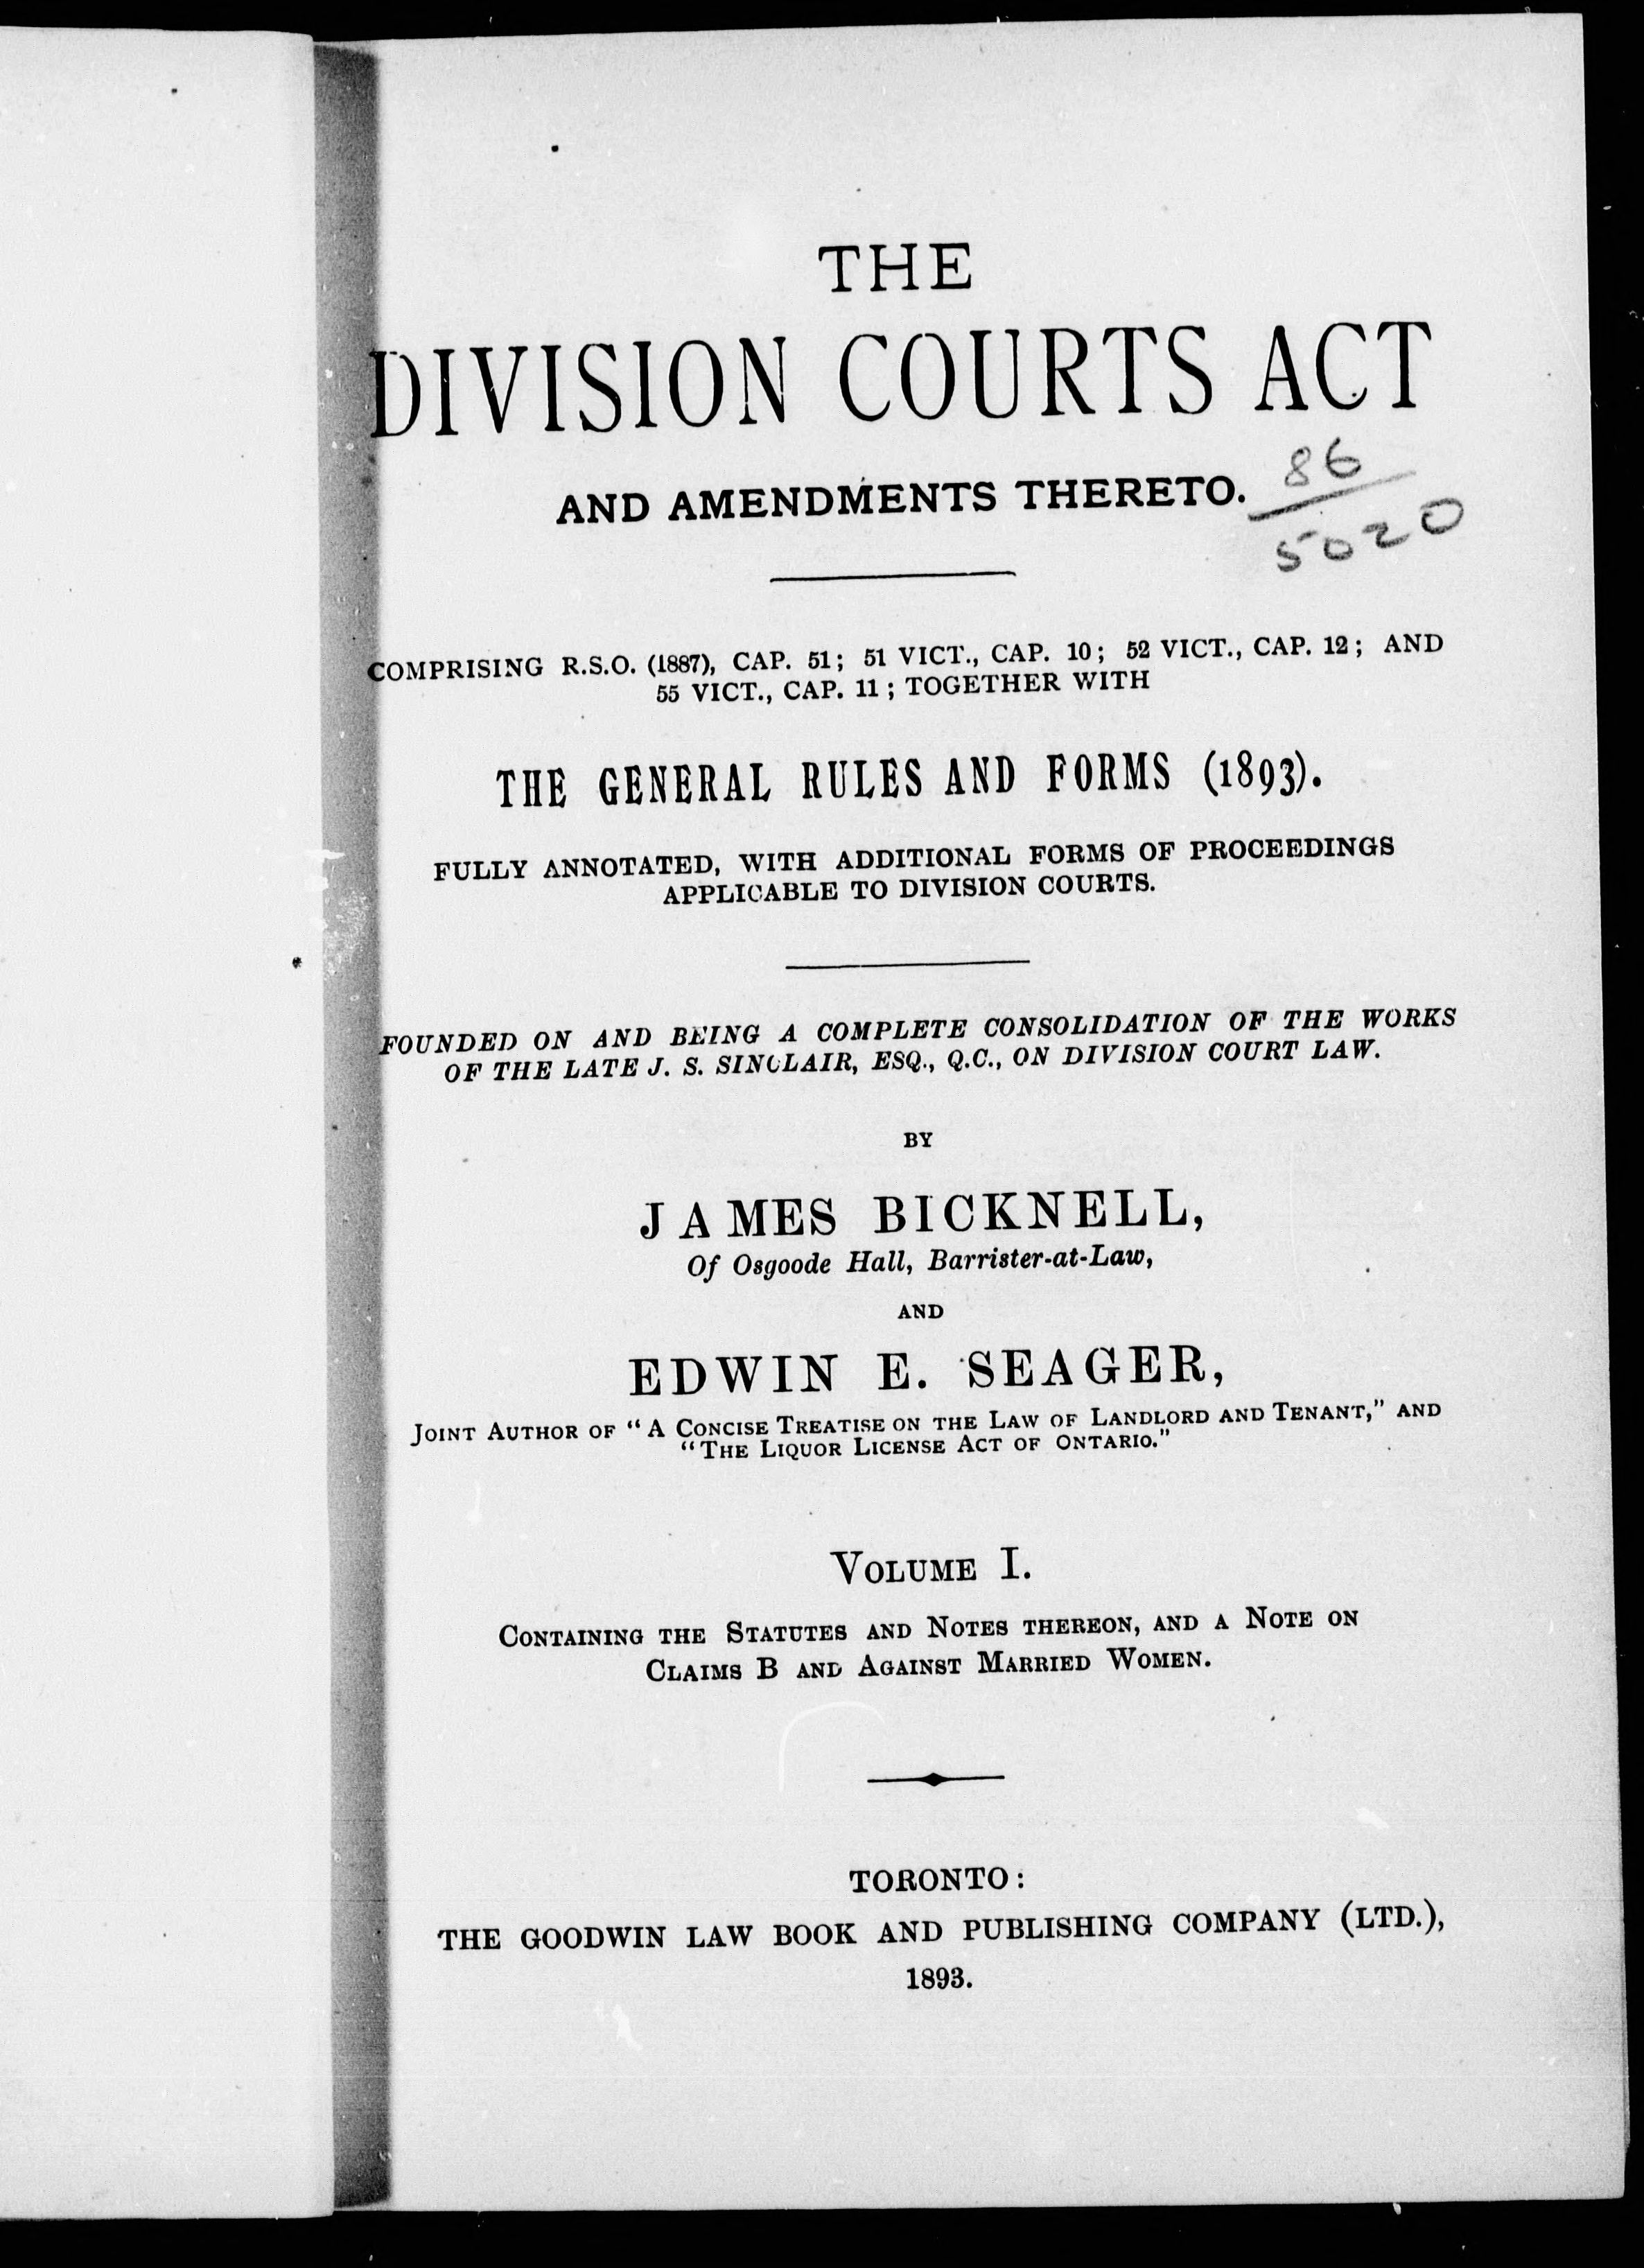 THE
DIVISION COURTS ACT
AND AMENDMENTS THERETO.
86
5020
COMPRISING R.S.O. (1887), CAP. 51; 51 VICT., CAP. 10; 52 VICT., CAP. 12; AND
55 VICT., CAP. 11; TOGETHER WITH
THE GENERAL RULES AND FORMS (1893).
FULLY ANNOTATED, WITH ADDITIONAL FORMS OF PROCEEDINGS
APPLICABLE TO DIVISION COURTS.
FOUNDED ON AND BEING A COMPLETE CONSOLIDATION OF THE WORKS
OF THE LATE J. S. SINCLAIR, ESQ., Q.C., ON DIVISION COURT LAW.
BY
JAMES BICKNELL,
Of Osgoode Hall, Barrister-at-Law,
AND
EDWIN E. SEAGER,
JOINT AUTHOR OF "A CONCISE TREATISE ON THE LAW OF LANDLORD AND TENANT," AND
"THE LIQUOR LICENSE ACT OF ONTARIO."
VOLUME I.
CONTAINING THE STATUTES AND NOTES THEREON, AND A NOTE ON
CLAIMS B AND AGAINST MARRIED WOMEN.
TORONTO:
THE GOODWIN LAW BOOK AND PUBLISHING COMPANY (LTD.),
1893.